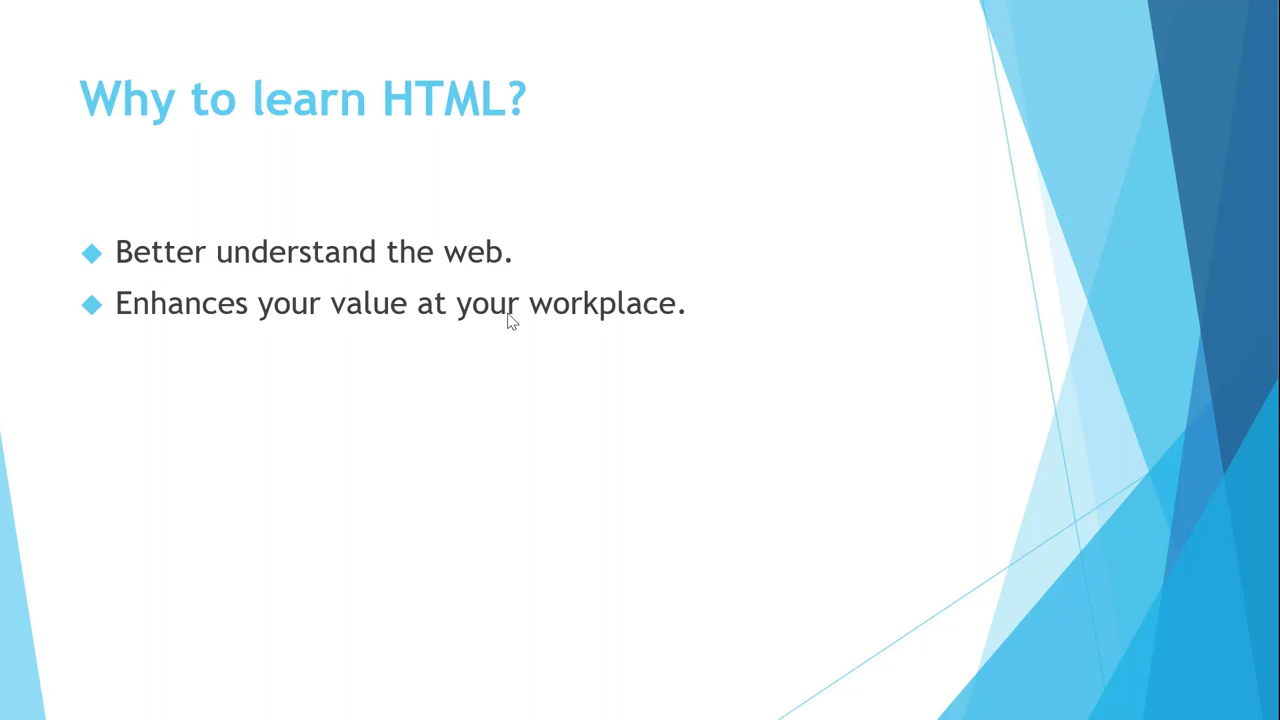 Why to learn HTML?
Better understand the web.
Enhances your value at your workplace.